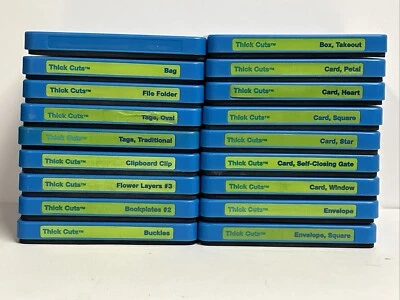 Thick Cuts™ Bag
Thick Cuts™ File Folder
Thick Cuts™ Tags, Oval
Thick Cuts™ Tags, Traditional
Thick Cuts™ Clipboard Clip
Thick Cuts™ Flower Layers #3
Thick Cuts™ Bookplates #2
Thick Cuts™ Buckles
Thick Cuts™ Box, Takeout
Thick Cuts™ Card, Petal
Thick Cuts™ Card, Heart
Thick Cuts™ Card, Square
Thick Cuts™ Card, Star
Thick Cuts™ Card, Self-Closing Gate
Thick Cuts™ Card, Window
Thick Cuts™ Envelope
Thick Cuts™ Envelope, Square